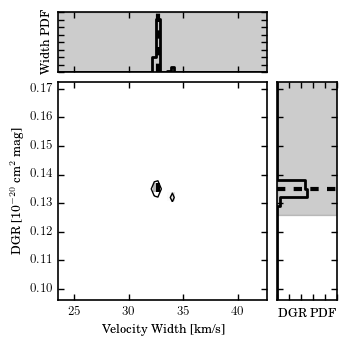 Width PDF
0.17
0.16
0.15
0.14
0.13
0.12
0.11
0.10
DGR [10⁻²⁰ cm² mag]
25 30 35 40
Velocity Width [km/s]
DGR PDF